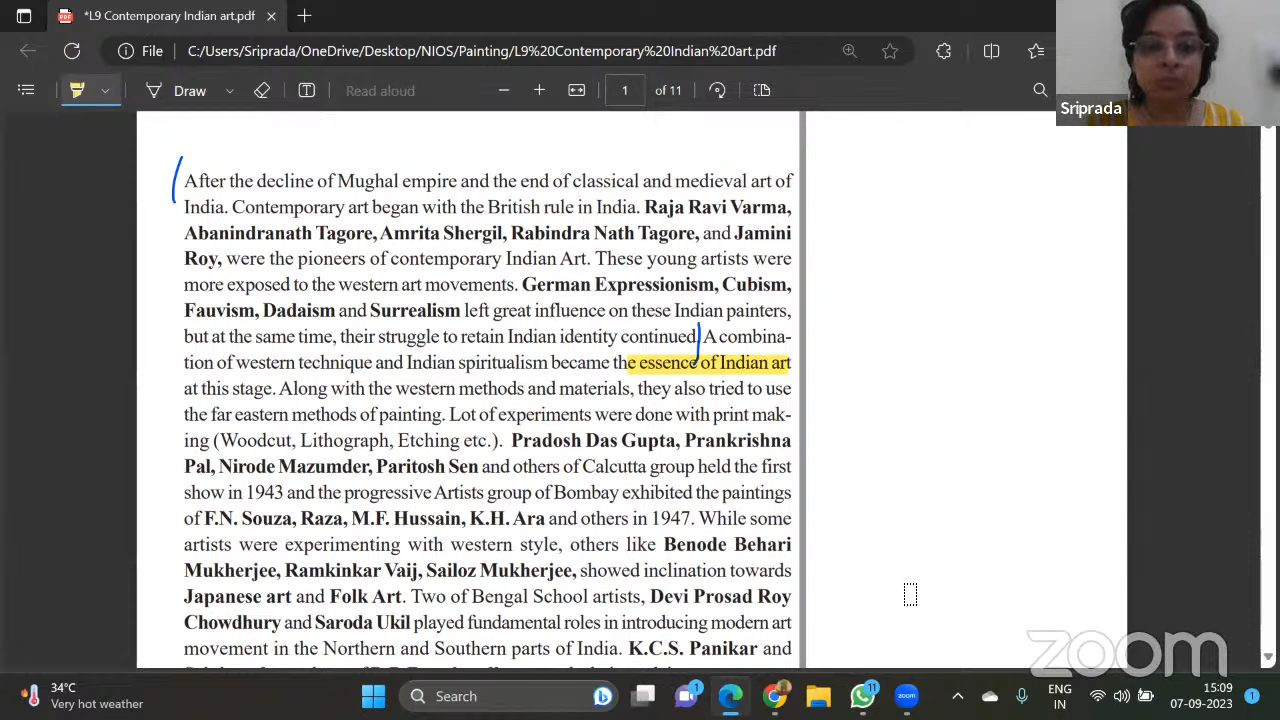 *L9 Contemporary Indian art.pdf
File C:/Users/Sriprada/OneDrive/Desktop/NIOS/Painting/L9%20Contemporary%20Indian%20art.pdf
Draw Read aloud 1 of 11
Sriprada
After the decline of Mughal empire and the end of classical and medieval art of
India. Contemporary art began with the British rule in India. Raja Ravi Varma,
Abanindranath Tagore, Amrita Shergil, Rabindra Nath Tagore, and Jamini
Roy, were the pioneers of contemporary Indian Art. These young artists were
more exposed to the western art movements. German Expressionism, Cubism,
Fauvism, Dadaism and Surrealism left great influence on these Indian painters,
but at the same time, their struggle to retain Indian identity continued. A combina-
tion of western technique and Indian spiritualism became the essence of Indian art
at this stage. Along with the western methods and materials, they also tried to use
the far eastern methods of painting. Lot of experiments were done with print mak-
ing (Woodcut, Lithograph, Etching etc.). Pradosh Das Gupta, Prankrishna
Pal, Nirode Mazumder, Paritosh Sen and others of Calcutta group held the first
show in 1943 and the progressive Artists group of Bombay exhibited the paintings
of F.N. Souza, Raza, M.F. Hussain, K.H. Ara and others in 1947. While some
artists were experimenting with western style, others like Benode Behari
Mukherjee, Ramkinkar Vaij, Sailoz Mukherjee, showed inclination towards
Japanese art and Folk Art. Two of Bengal School artists, Devi Prosad Roy
Chowdhury and Saroda Ukil played fundamental roles in introducing modern art
movement in the Northern and Southern parts of India. K.C.S. Panikar and
zoom
34°C
Very hot weather
Search
1
11
zoom
ENG
IN
15:09
07-09-2023
1